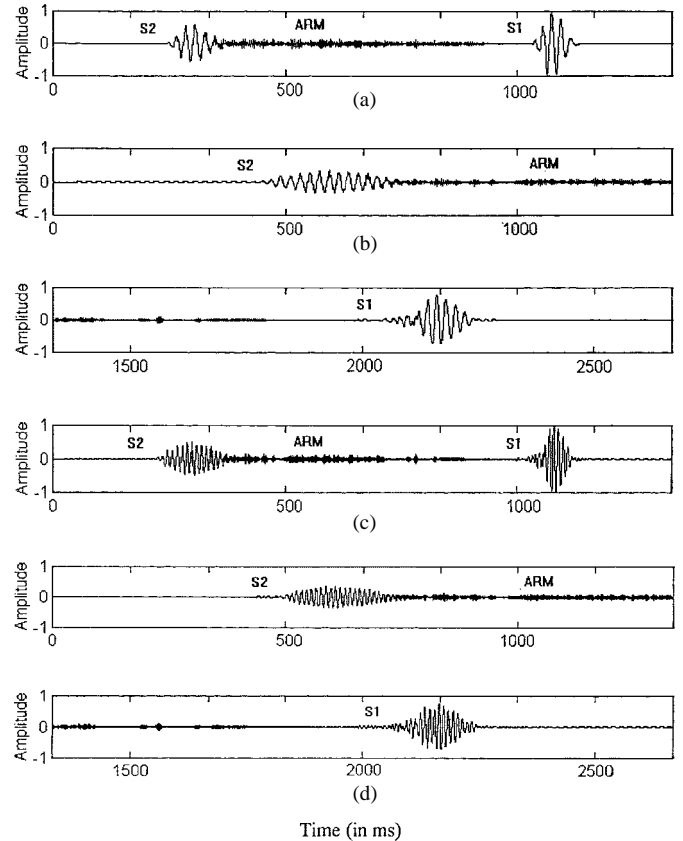 S2 ARM S1
Amplitude
1
0
-1
0 500 1000
(a)
S2 ARM
Amplitude
1
0
-1
0 500 1000
(b)
S1
Amplitude
1
0
-1
1500 2000 2500
S2 ARM S1
Amplitude
1
0
-1
0 500 1000
(c)
S2 ARM
Amplitude
1
0
-1
0 500 1000
S1
Amplitude
1
0
-1
1500 2000 2500
(d)
Time (in ms)